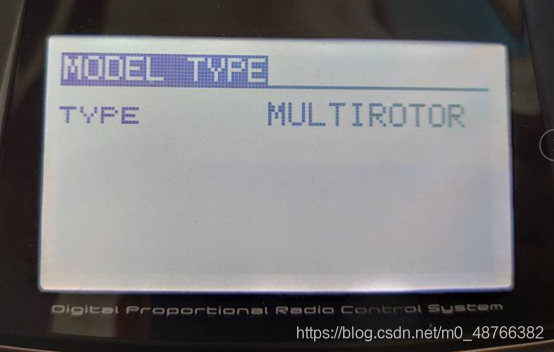 MODEL TYPE
TYPE MULTIROTOR
Digital Proportional Radio Control System
https://blog.csdn.net/m0_48766382